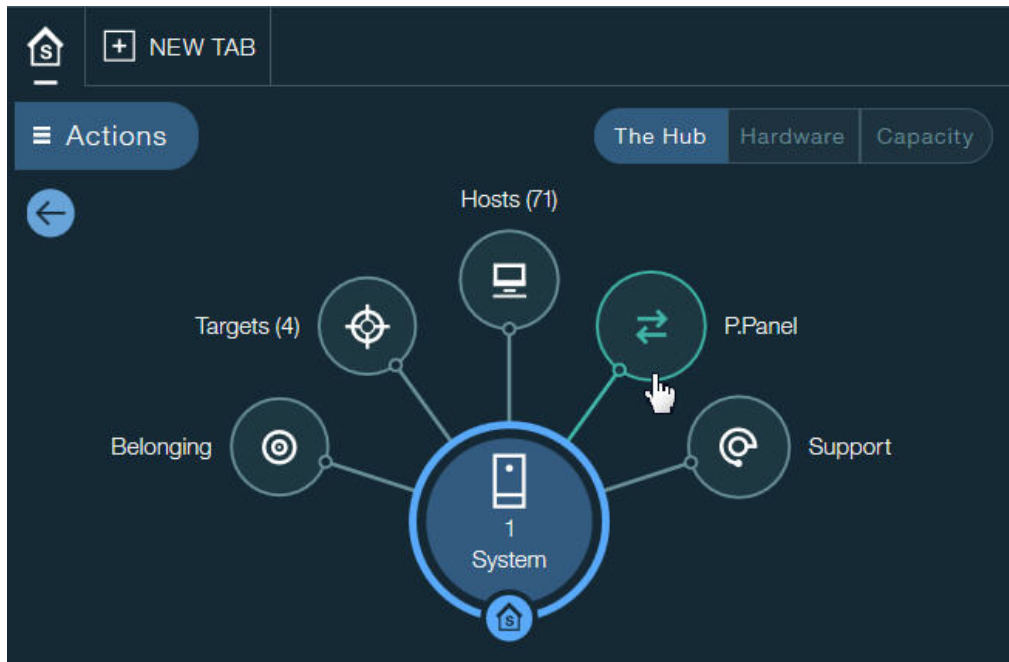 S
NEW TAB
Actions
The Hub
Hardware
Capacity
Hosts (71)
Targets (4)
P.Panel
Belonging
Support
1
System
S